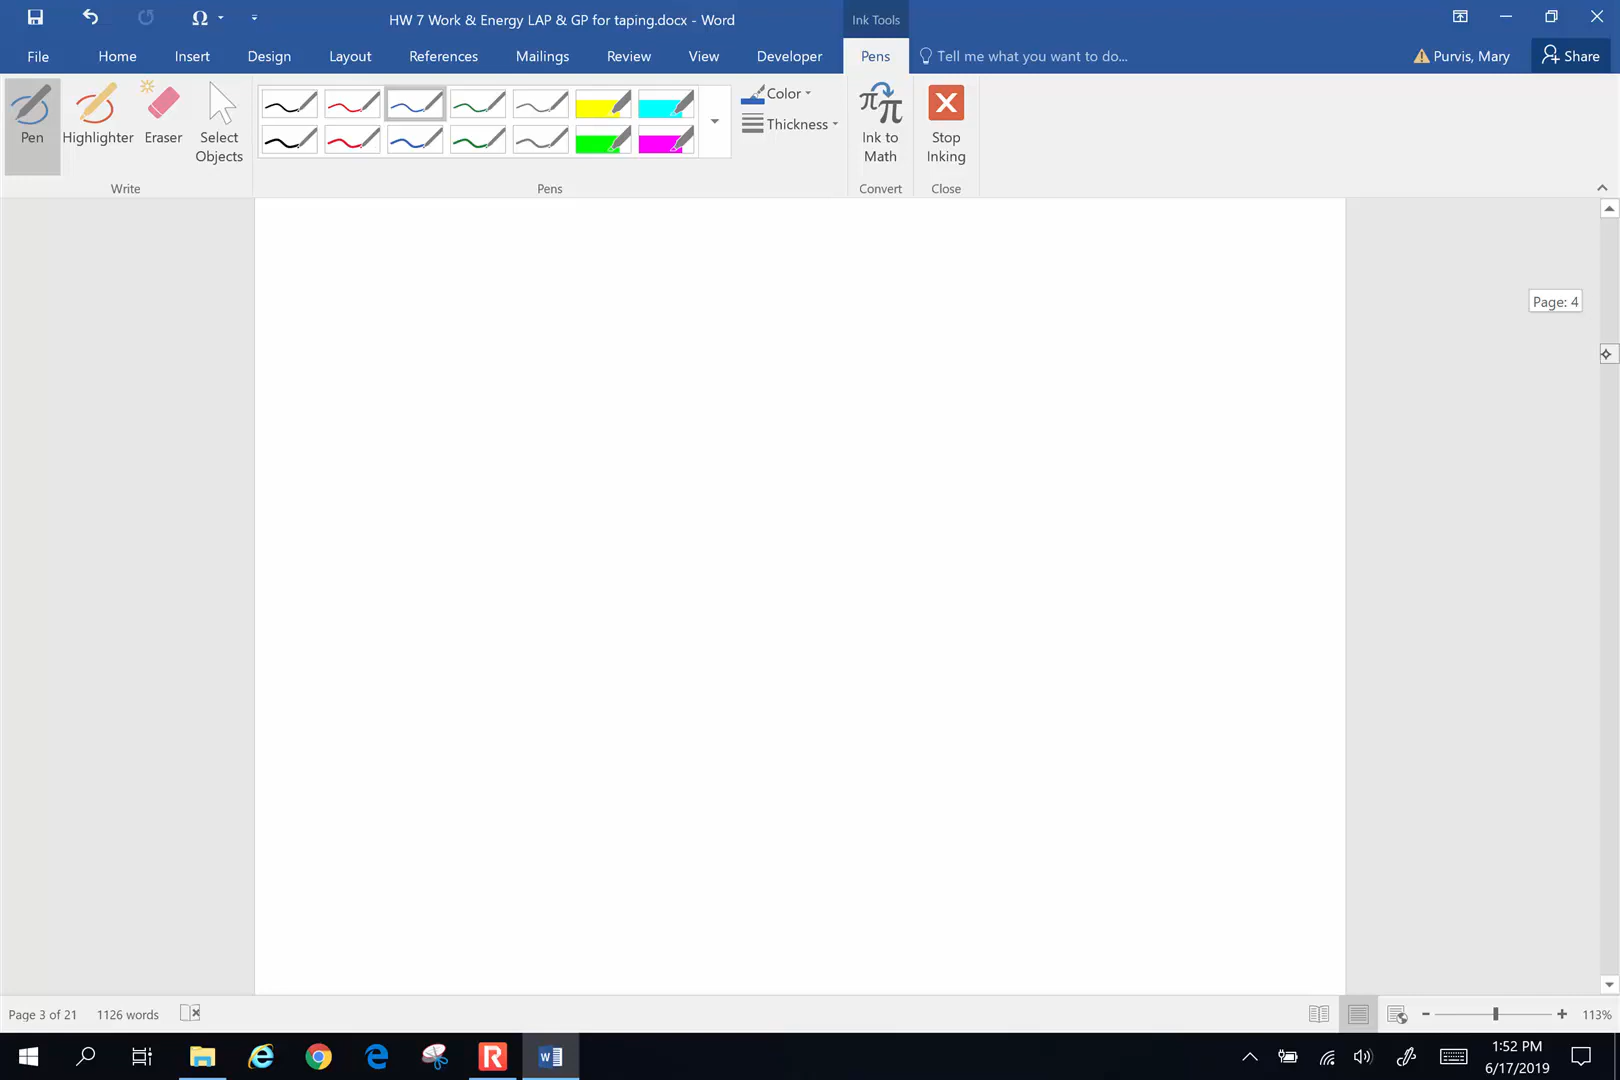 HW 7 Work & Energy LAP & GP for taping.docx - Word
Ink Tools
File Home Insert Design Layout References Mailings Review View Developer Pens Tell me what you want to do... Purvis, Mary Share
Pen Highlighter Eraser Select Objects
Color
Thickness
Ink to Math
Stop Inking
Write Pens Convert Close
Page: 4
Page 3 of 21 1126 words 113%
1:52 PM
6/17/2019